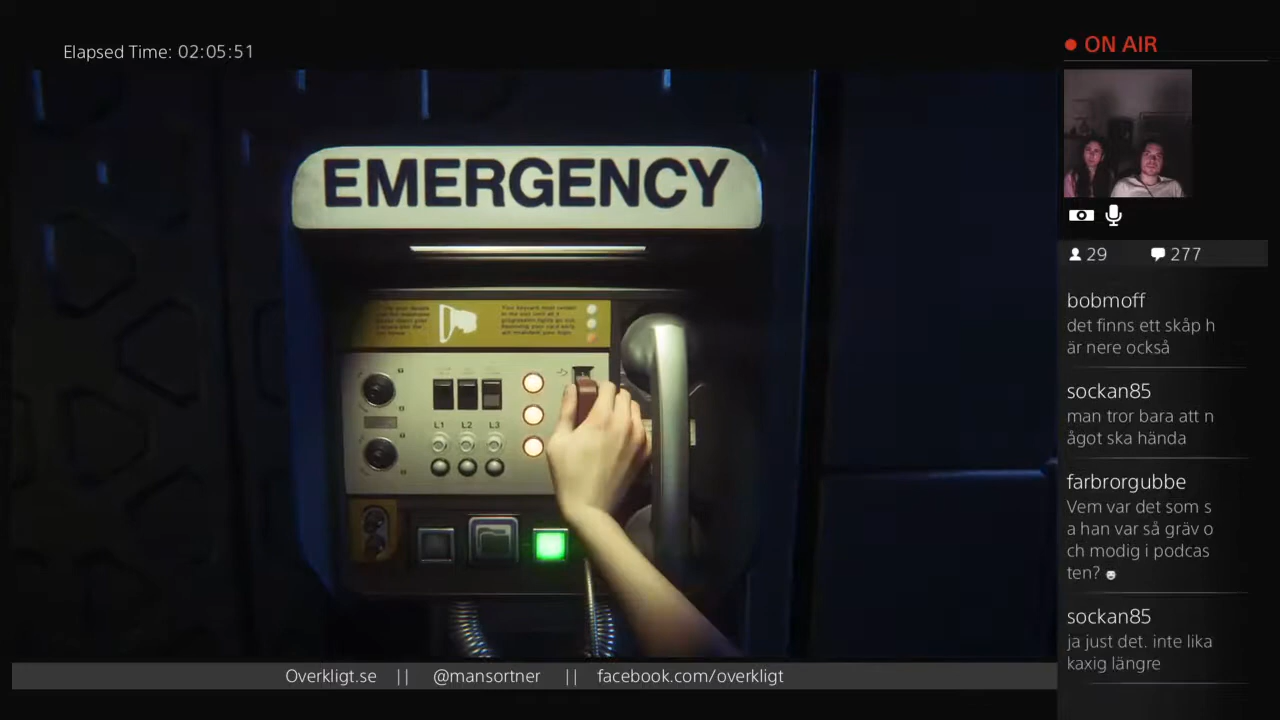 Elapsed Time: 02:05:51
ON AIR
EMERGENCY
L1 L2 L3
29 277
bobmoff
det finns ett skåp h
är nere också
sockan85
man tror bara att n
ågot ska hända
farbrorgubbe
Vem var det som s
a han var så gräv o
ch modig i podcas
ten?
sockan85
ja just det. inte lika
kaxig längre
Overkligt.se || @mansortner || facebook.com/overkligt